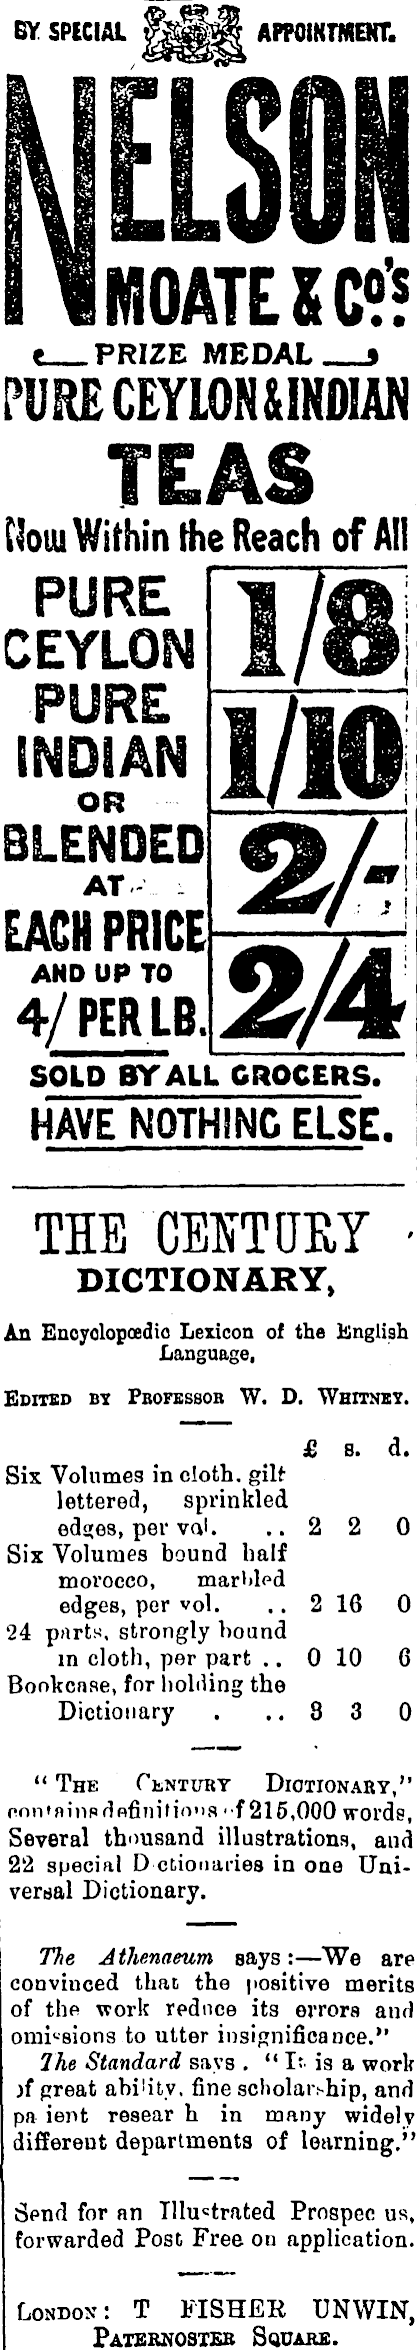 BY SPECIAL APPOINTMENT.
NELSON
MOATE & Co's.
PRIZE MEDAL
PURE CEYLON & INDIAN
TEAS
Now Within the Reach of All
PURE
CEYLON
PURE
INDIAN
OR
BLENDED
AT
EACH PRICE
AND UP TO
4/ PER LB.
1/8
1/10
2/-
2/4
SOLD BY ALL GROCERS.
HAVE NOTHING ELSE.
THE CENTURY
DICTIONARY,
An Encyclopœdic Lexicon of the English
Language,
EDITED BY PROFESSOR W. D. WHITNEY.
£ s. d.
Six Volumes in cloth, gilt
lettered, sprinkled
edges, per vol. .. 2 2 0
Six Volumes bound half
morocco, marbled
edges, per vol. .. 2 16 0
24 parts, strongly bound
in cloth, per part .. 0 10 6
Bookcase, for holding the
Dictionary . .. 3 3 0
"THE CENTURY DICTIONARY,"
contains definitions of 215,000 words,
Several thousand illustrations, and
22 special Dictionaries in one Uni-
versal Dictionary.
The Athenaeum says:—We are
convinced that the positive merits
of the work reduce its errors and
omissions to utter insignificance."
The Standard says. "It is a work
of great ability, fine scholarship, and
patient research in many widely
different departments of learning."
Send for an Illustrated Prospectus,
forwarded Post Free on application.
LONDON: T FISHER UNWIN,
PATERNOSTER SQUARE.